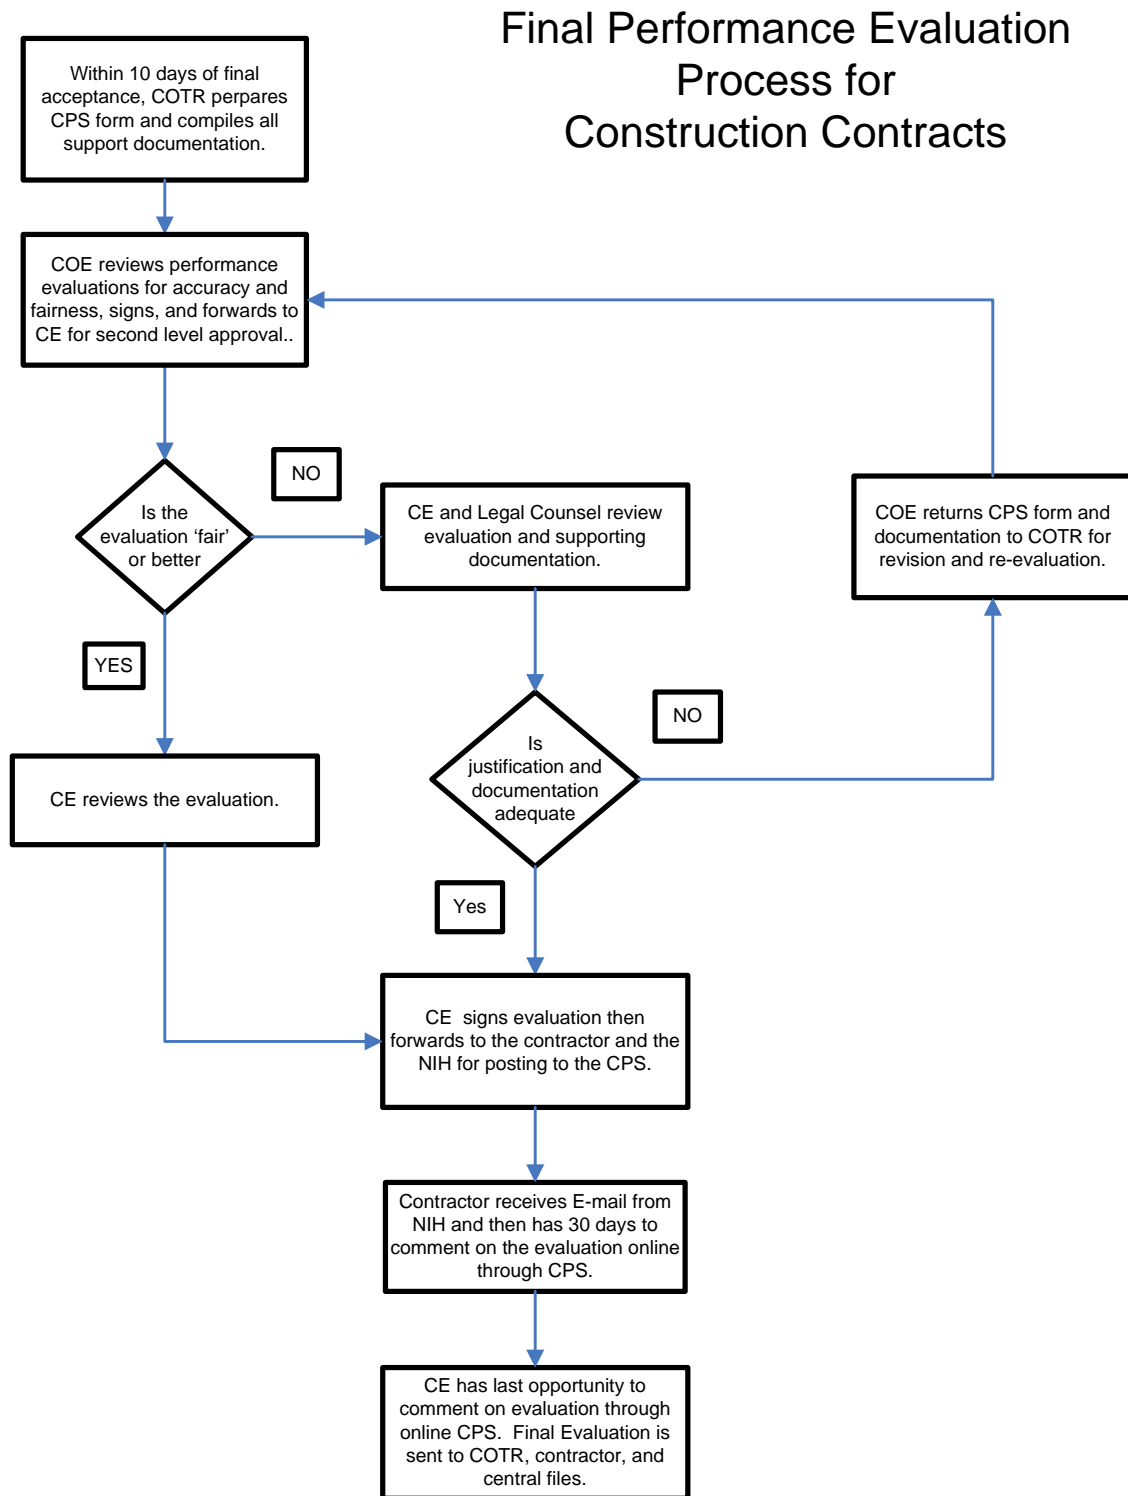 Final Performance Evaluation
Process for
Construction Contracts
Within 10 days of final
acceptance, COTR perpares
CPS form and compiles all
support documentation.
COE reviews performance
evaluations for accuracy and
fairness, signs, and forwards to
CE for second level approval..
Is the
evaluation ‘fair’
or better
NO
CE and Legal Counsel review
evaluation and supporting
documentation.
COE returns CPS form and
documentation to COTR for
revision and re-evaluation.
YES
NO
Is
justification and
documentation
adequate
CE reviews the evaluation.
Yes
CE  signs evaluation then
forwards to the contractor and the
NIH for posting to the CPS.
Contractor receives E-mail from
NIH and then has 30 days to
comment on the evaluation online
through CPS.
CE has last opportunity to
comment on evaluation through
online CPS.  Final Evaluation is
sent to COTR, contractor, and
central files.